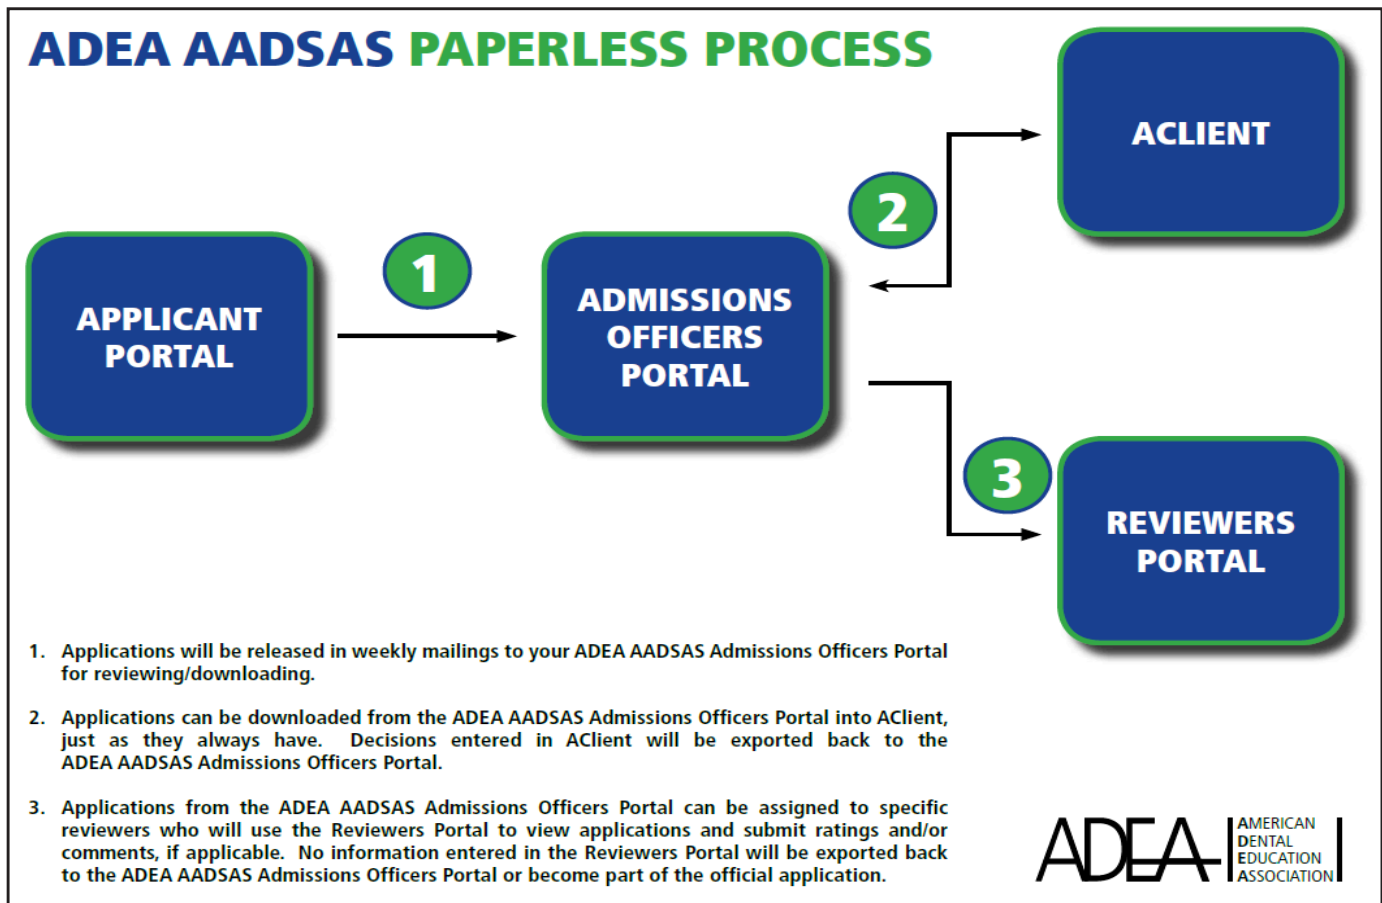 ADEA AADSAS PAPERLESS PROCESS
ACLIENT
2
1
APPLICANT
PORTAL
ADMISSIONS
OFFICERS
PORTAL
3
REVIEWERS
PORTAL
1. Applications will be released in weekly mailings to your ADEA AADSAS Admissions Officers Portal
for reviewing/downloading.
2. Applications can be downloaded from the ADEA AADSAS Admissions Officers Portal into AClient,
just as they always have. Decisions entered in AClient will be exported back to the
ADEA AADSAS Admissions Officers Portal.
3. Applications from the ADEA AADSAS Admissions Officers Portal can be assigned to specific
reviewers who will use the Reviewers Portal to view applications and submit ratings and/or
comments, if applicable. No information entered in the Reviewers Portal will be exported back
to the ADEA AADSAS Admissions Officers Portal or become part of the official application.
ADEA
AMERICAN
DENTAL
EDUCATION
ASSOCIATION